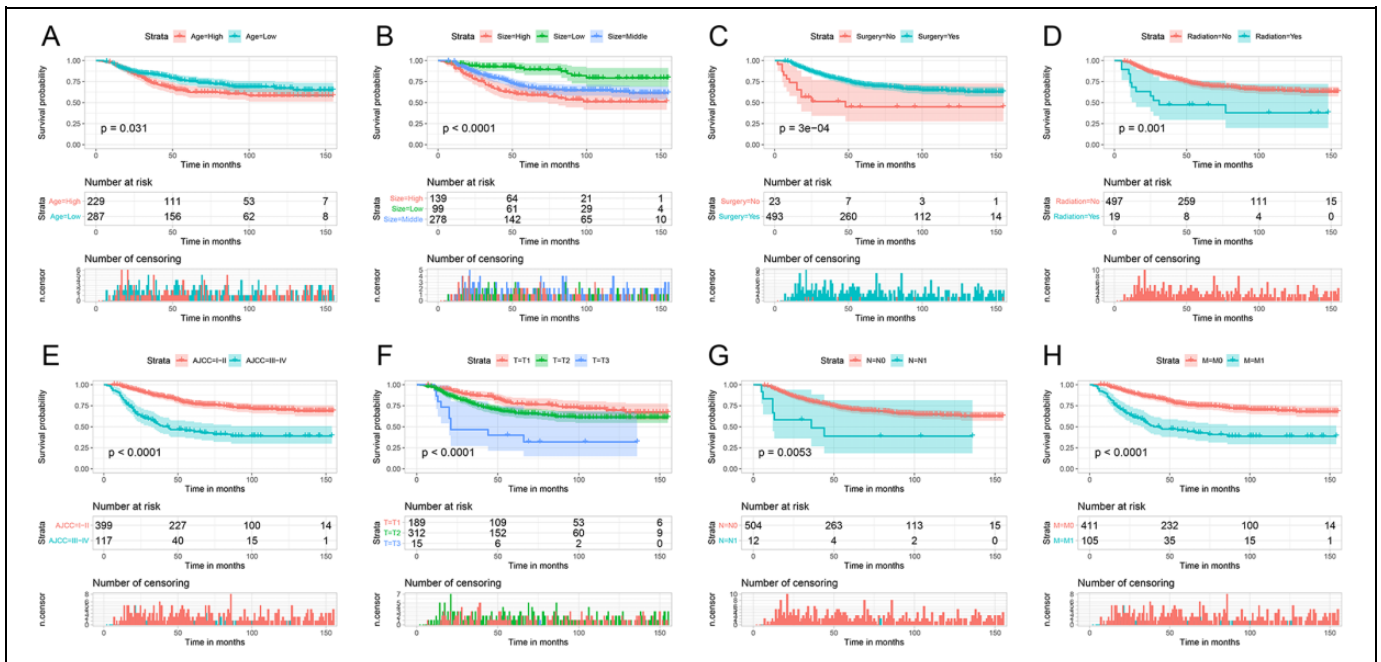 A
Strata Age=High Age=Low
Survival probability
1.00
0.75
0.50
0.25
0.00
p = 0.031
0 50 100 150
Time in months
Number at risk
Strata
Age=High 229 111 53 7
Age=Low 287 156 62 8
0 50 100 150
Time in months
Number of censoring
n.censor
0 50 100 150
Time in months
B
Strata Size=High Size=Low Size=Middle
Survival probability
1.00
0.75
0.50
0.25
0.00
p < 0.0001
0 50 100 150
Time in months
Number at risk
Strata
Size=High 139 64 21 1
Size=Low 99 61 29 4
Size=Middle 278 142 65 10
0 50 100 150
Time in months
Number of censoring
n.censor
0 50 100 150
Time in months
C
Strata Surgery=No Surgery=Yes
Survival probability
1.00
0.75
0.50
0.25
0.00
p = 3e−04
0 50 100 150
Time in months
Number at risk
Strata
Surgery=No 23 7 3 1
Surgery=Yes 493 260 112 14
0 50 100 150
Time in months
Number of censoring
n.censor
0 50 100 150
Time in months
D
Strata Radiation=No Radiation=Yes
Survival probability
1.00
0.75
0.50
0.25
0.00
p = 0.001
0 50 100 150
Time in months
Number at risk
Strata
Radiation=No 497 259 111 15
Radiation=Yes 19 8 4 0
0 50 100 150
Time in months
Number of censoring
n.censor
0 50 100 150
Time in months
E
Strata AJCC=I−II AJCC=III−IV
Survival probability
1.00
0.75
0.50
0.25
0.00
p < 0.0001
0 50 100 150
Time in months
Number at risk
Strata
AJCC=I−II 399 227 100 14
AJCC=III−IV 117 40 15 1
0 50 100 150
Time in months
Number of censoring
n.censor
0 50 100 150
Time in months
F
Strata T=T1 T=T2 T=T3
Survival probability
1.00
0.75
0.50
0.25
0.00
p < 0.0001
0 50 100 150
Time in months
Number at risk
Strata
T=T1 189 109 53 6
T=T2 312 152 60 9
T=T3 15 6 2 0
0 50 100 150
Time in months
Number of censoring
n.censor
0 50 100 150
Time in months
G
Strata N=N0 N=N1
Survival probability
1.00
0.75
0.50
0.25
0.00
p = 0.0053
0 50 100 150
Time in months
Number at risk
Strata
N=N0 504 263 113 15
N=N1 12 4 2 0
0 50 100 150
Time in months
Number of censoring
n.censor
0 50 100 150
Time in months
H
Strata M=M0 M=M1
Survival probability
1.00
0.75
0.50
0.25
0.00
p < 0.0001
0 50 100 150
Time in months
Number at risk
Strata
M=M0 411 232 100 14
M=M1 105 35 15 1
0 50 100 150
Time in months
Number of censoring
n.censor
0 50 100 150
Time in months